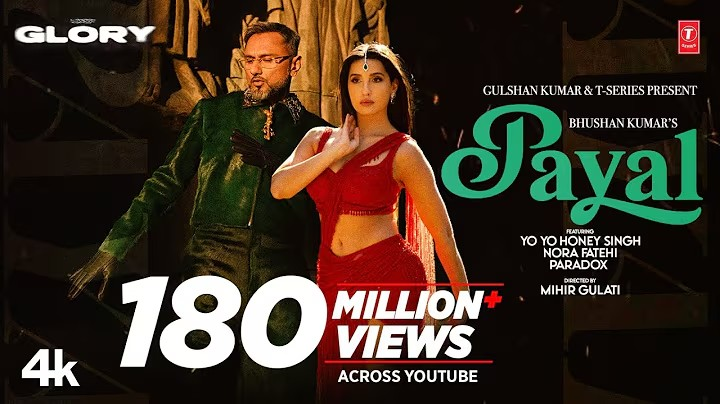 GLORY
T
SERIES
GULSHAN KUMAR & T-SERIES PRESENT
BHUSHAN KUMAR'S
Payal
FEATURING
YO YO HONEY SINGH
NORA FATEHI
PARADOX
DIRECTED BY
MIHIR GULATI
180 MILLION+
VIEWS
ACROSS YOUTUBE
4k